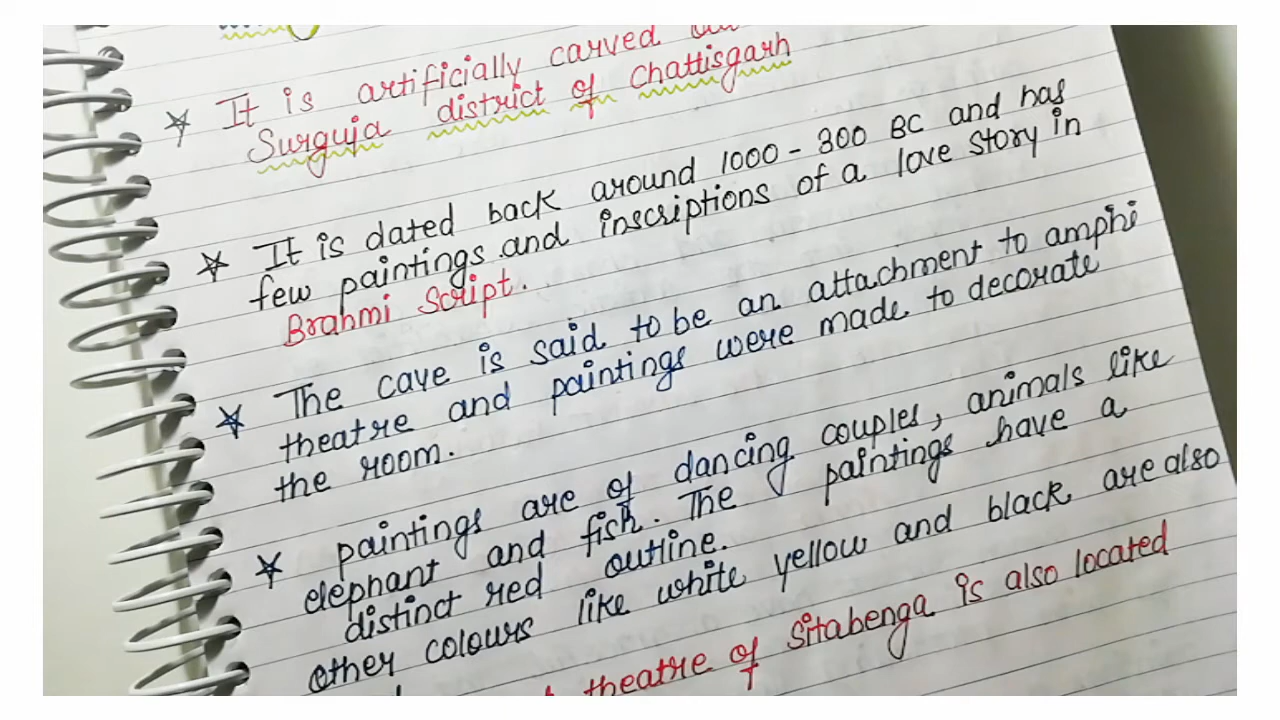 It is artificially carved
Surguja district of Chattisgarh
It is dated back around 1000 - 300 BC and has
few paintings and inscriptions of a love story in
Brahmi Script.
The cave is said to be an attachment to amphi
theatre and paintings were made to decorate
the room.
paintings are of dancing couples, animals like
elephant and fish. The paintings have a
distinct red outline.
other colours like white yellow and black are also
theatre of Sitabenga is also located